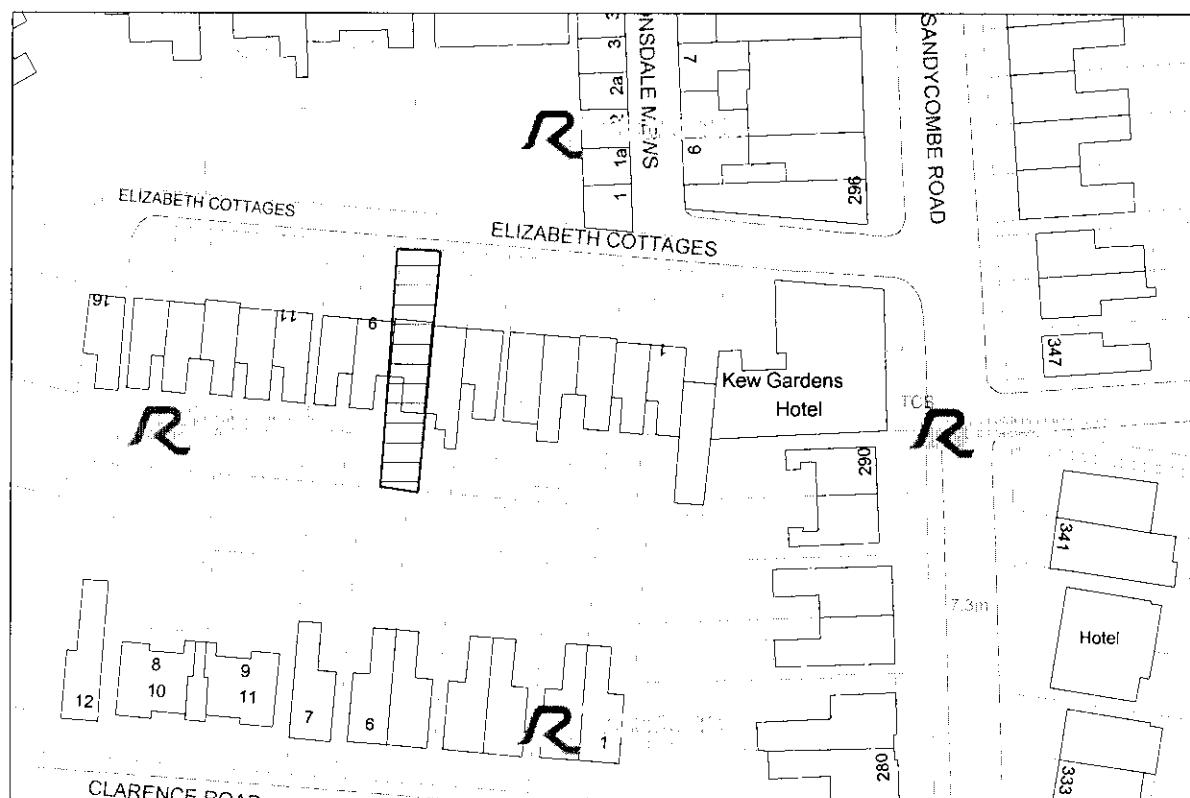 3
2a
2
1a
1
NSDALE MEWS
7
6
296
SANDYCOMBE ROAD
ELIZABETH COTTAGES
ELIZABETH COTTAGES
16
11
9
1
Kew Gardens
Hotel
TCB
347
290
341
7.3m
Hotel
8
10
9
11
12
7
6
1
280
333
CLARENCE ROAD
R
R
R
R